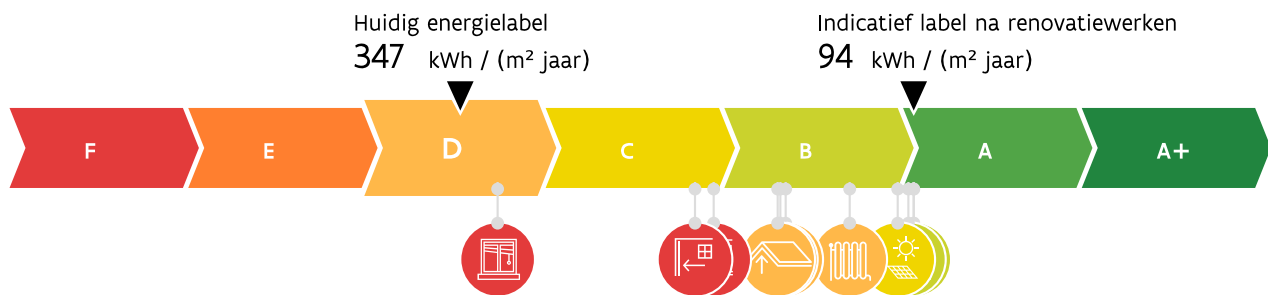 Huidig energielabel
347 kWh / (m² jaar)
Indicatief label na renovatiewerken
94 kWh / (m² jaar)
F E D C B A A+